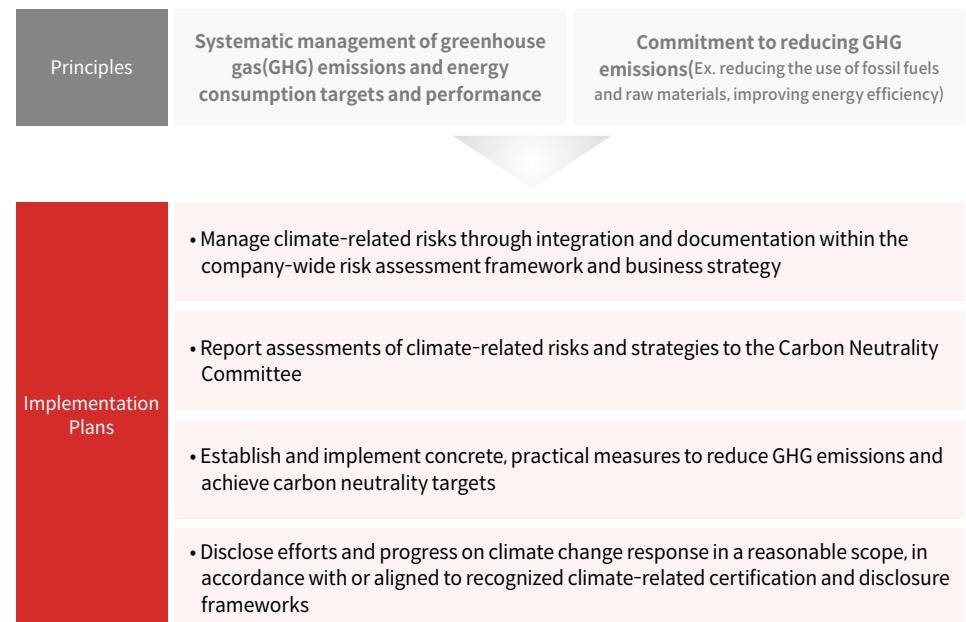 Principles
Systematic management of greenhouse
gas(GHG) emissions and energy
consumption targets and performance
Commitment to reducing GHG
emissions(Ex. reducing the use of fossil fuels
and raw materials, improving energy efficiency)
Implementation
Plans
• Manage climate-related risks through integration and documentation within the
company-wide risk assessment framework and business strategy
• Report assessments of climate-related risks and strategies to the Carbon Neutrality
Committee
• Establish and implement concrete, practical measures to reduce GHG emissions and
achieve carbon neutrality targets
• Disclose efforts and progress on climate change response in a reasonable scope, in
accordance with or aligned to recognized climate-related certification and disclosure
frameworks